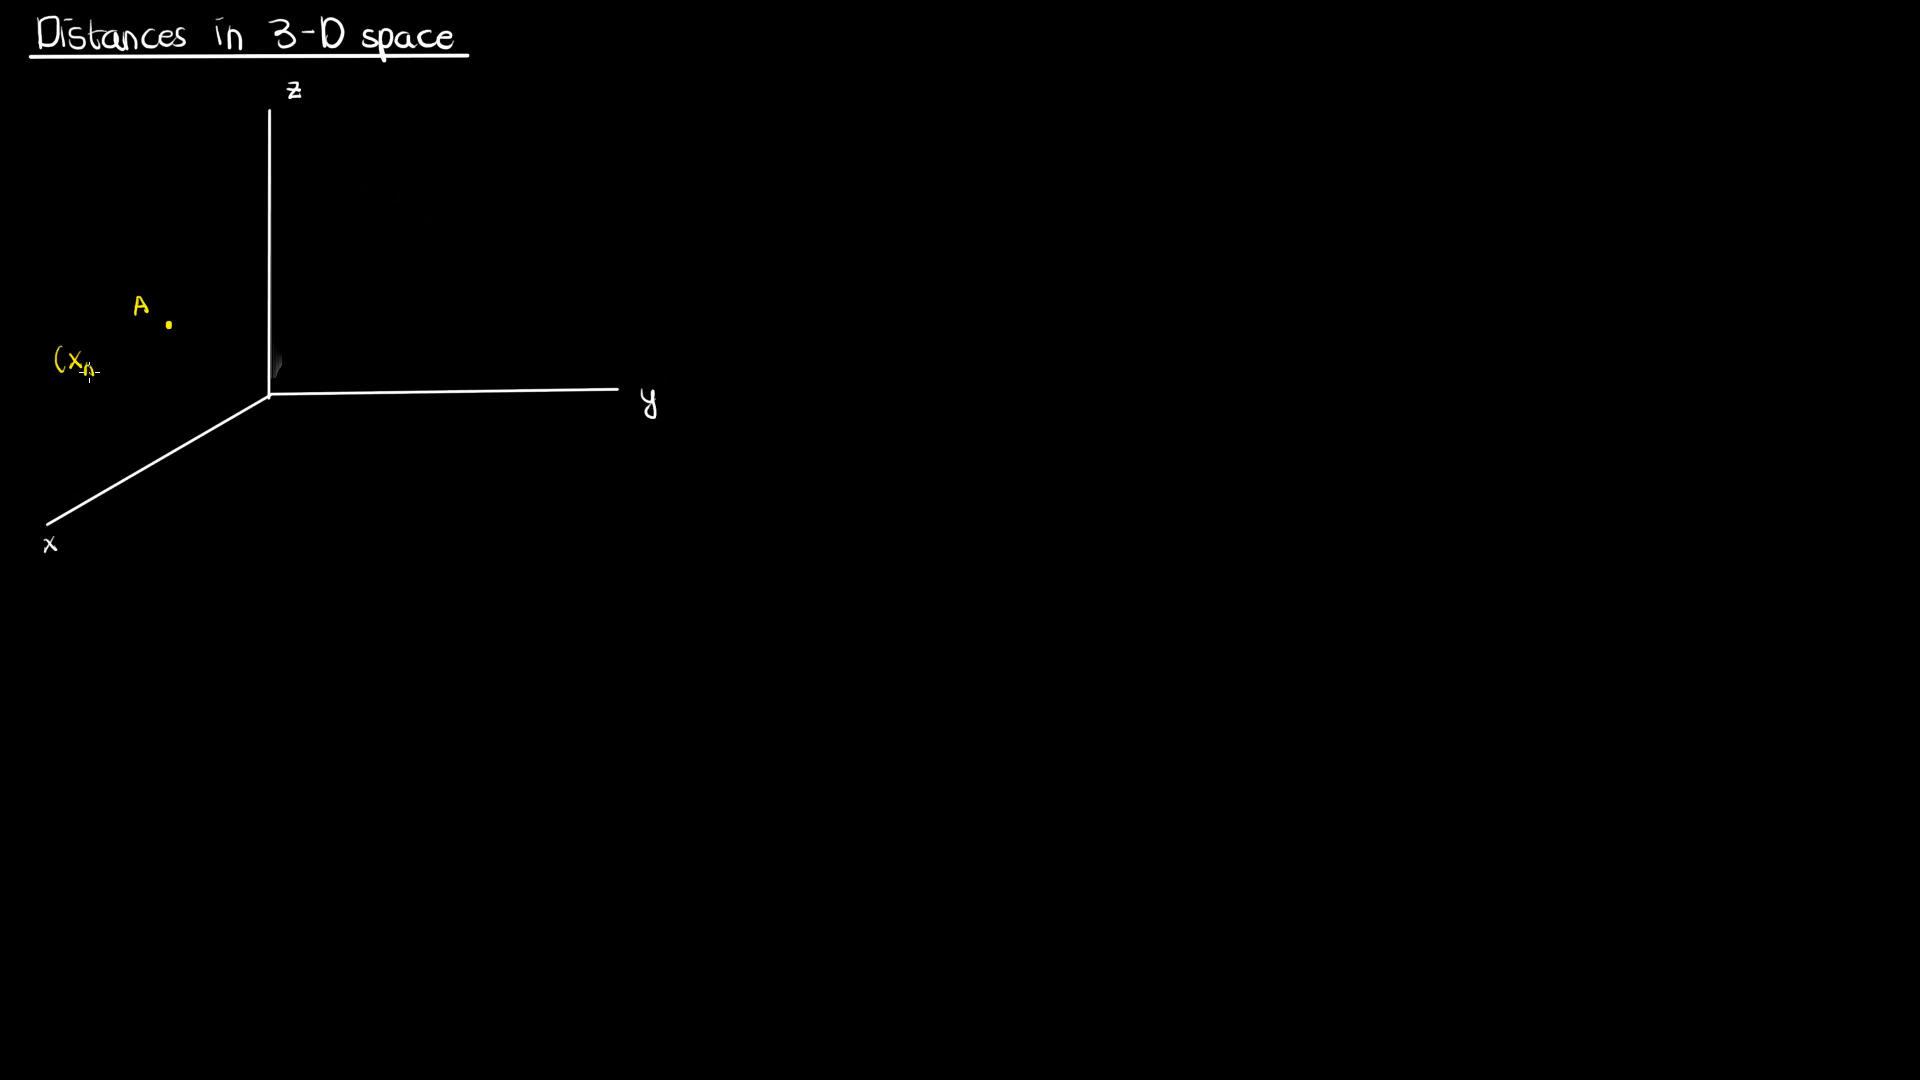 Distances in 3-D space
z
A
(x
y
x